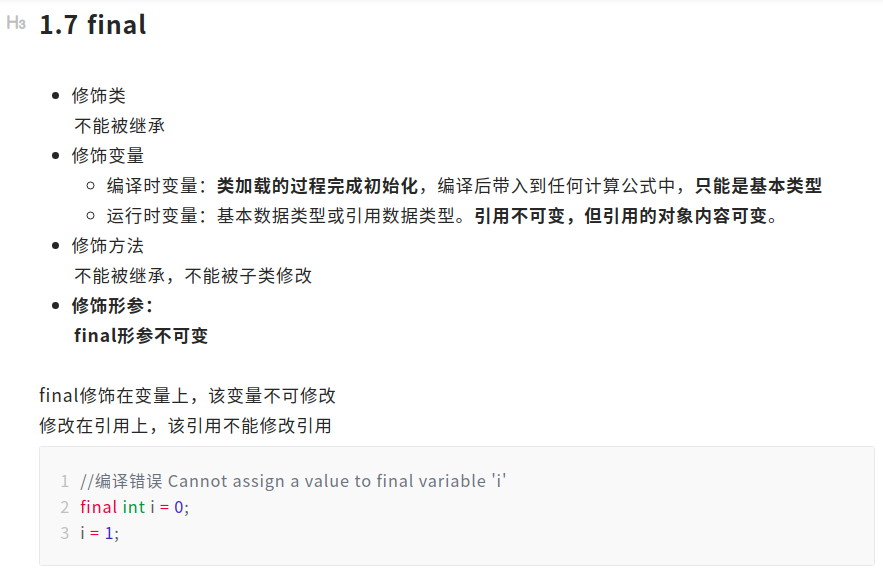 H3 1.7 final
修饰类
不能被继承
修饰变量
编译时变量：类加载的过程完成初始化，编译后带入到任何计算公式中，只能是基本类型
运行时变量：基本数据类型或引用数据类型。引用不可变，但引用的对象内容可变。
修饰方法
不能被继承，不能被子类修改
修饰形参：
final形参不可变
final修饰在变量上，该变量不可修改
修改在引用上，该引用不能修改引用
1 //编译错误 Cannot assign a value to final variable 'i'
2 final int i = 0;
3 i = 1;